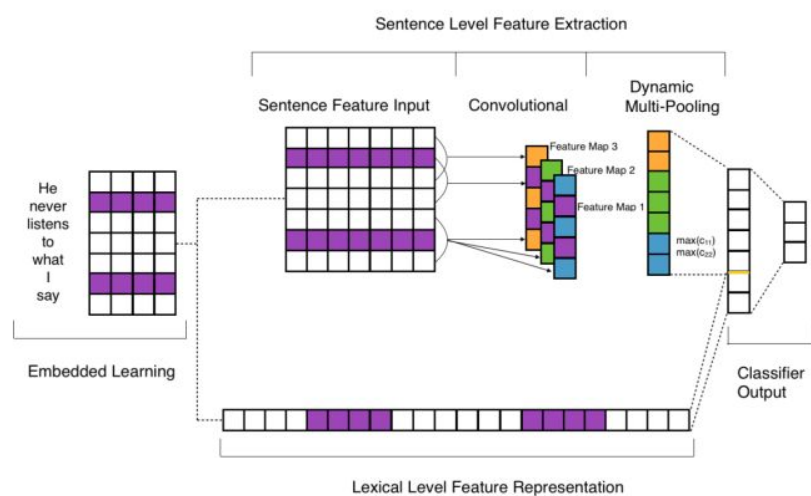 Sentence Level Feature Extraction
Sentence Feature Input
Convolutional
Dynamic
Multi-Pooling
Feature Map 3
Feature Map 2
Feature Map 1
He
never
listens
to
what
I
say
max(c11)
max(c22)
Embedded Learning
Classifier
Output
Lexical Level Feature Representation